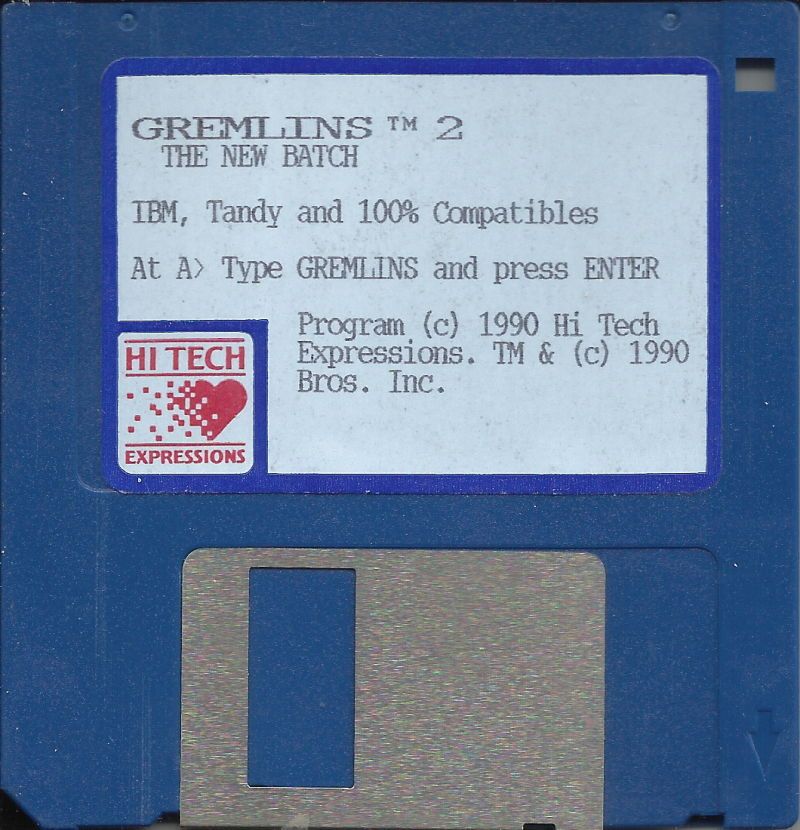 GREMLINS ™ 2
THE NEW BATCH
IBM, Tandy and 100% Compatibles
At A> Type GREMLINS and press ENTER
Program (c) 1990 Hi Tech
Expressions. TM & (c) 1990
Bros. Inc.
HI TECH
EXPRESSIONS